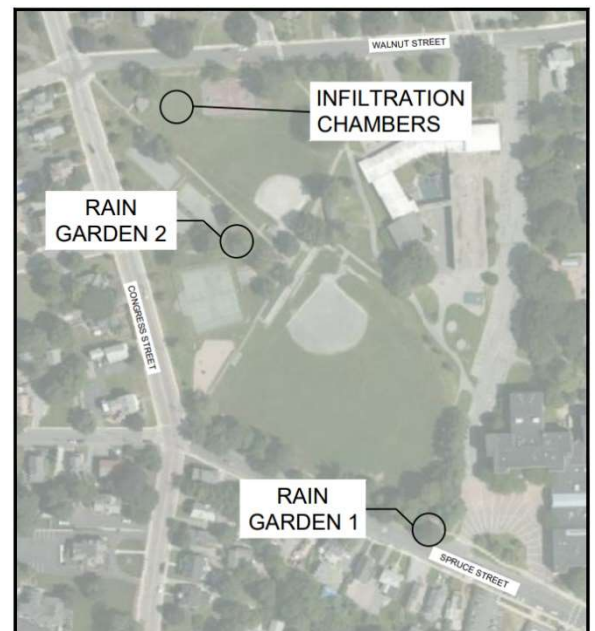 WALNUT STREET
INFILTRATION
CHAMBERS
RAIN
GARDEN 2
CONGRESS STREET
RAIN
GARDEN 1
SPRUCE STREET